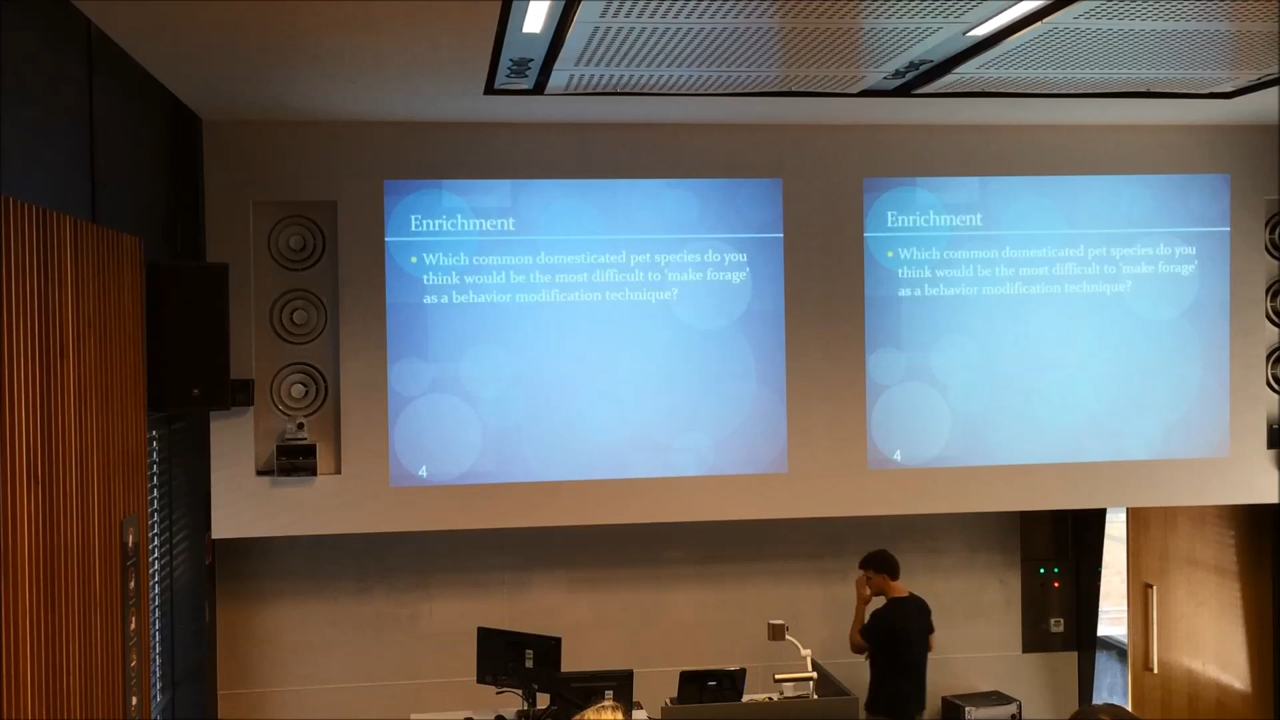 Enrichment
Which common domesticated pet species do you
think would be the most difficult to 'make forage'
as a behavior modification technique?
4
Enrichment
Which common domesticated pet species do you
think would be the most difficult to 'make forage'
as a behavior modification technique?
4